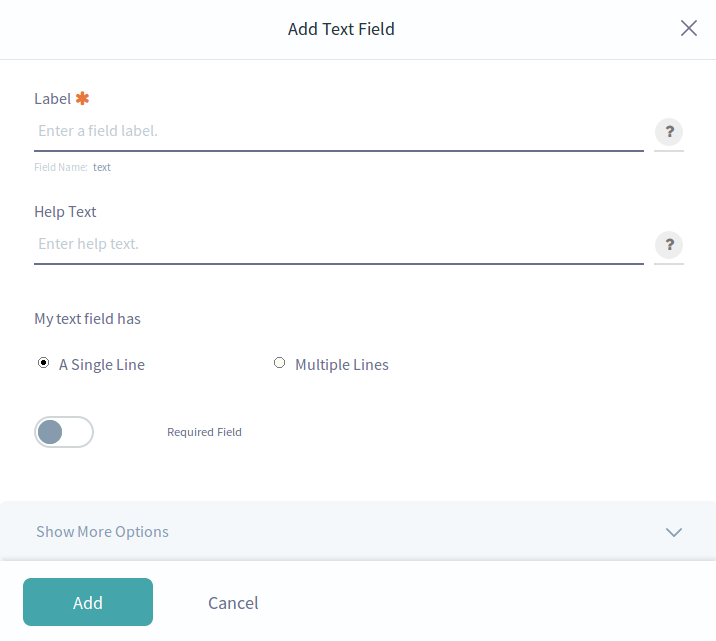 Add Text Field
Label ✱
Enter a field label.
?
Field Name: text
Help Text
Enter help text.
?
My text field has
A Single Line
Multiple Lines
Required Field
Show More Options
Add
Cancel